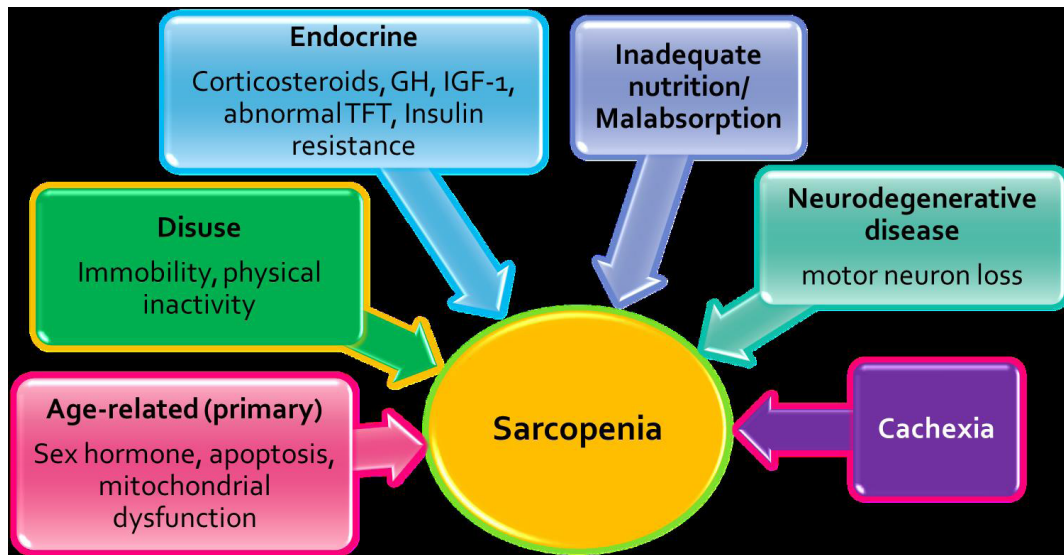 Endocrine
Corticosteroids, GH, IGF-1,
abnormal TFT, Insulin
resistance
Inadequate
nutrition/
Malabsorption
Neurodegenerative
disease
motor neuron loss
Disuse
Immobility, physical
inactivity
Age-related (primary)
Sex hormone, apoptosis,
mitochondrial
dysfunction
Sarcopenia
Cachexia